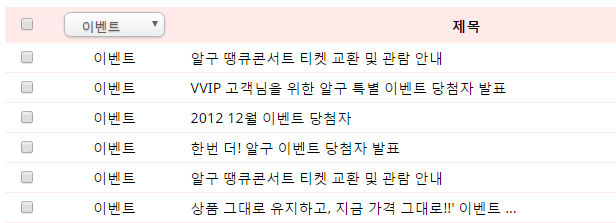 이벤트 제목
이벤트 알구 땡큐콘서트 티켓 교환 및 관람 안내
이벤트 VVIP 고객님을 위한 알구 특별 이벤트 당첨자 발표
이벤트 2012 12월 이벤트 당첨자
이벤트 한번 더! 알구 이벤트 당첨자 발표
이벤트 알구 땡큐콘서트 티켓 교환 및 관람 안내
이벤트 상품 그대로 유지하고, 지금 가격 그대로!!' 이벤트 ...